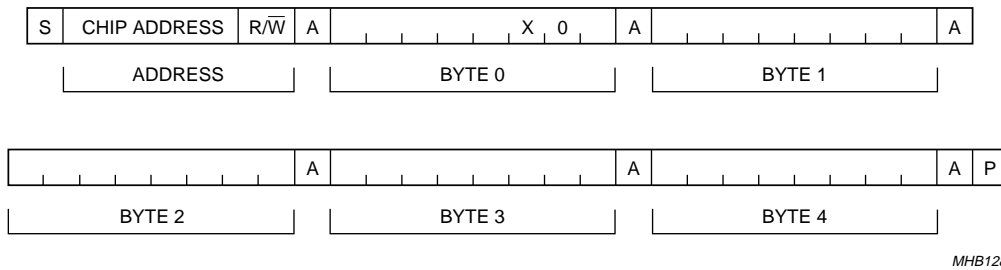 S CHIP ADDRESS R/W̅ A X 0 A A
ADDRESS BYTE 0 BYTE 1
A A A P
BYTE 2 BYTE 3 BYTE 4